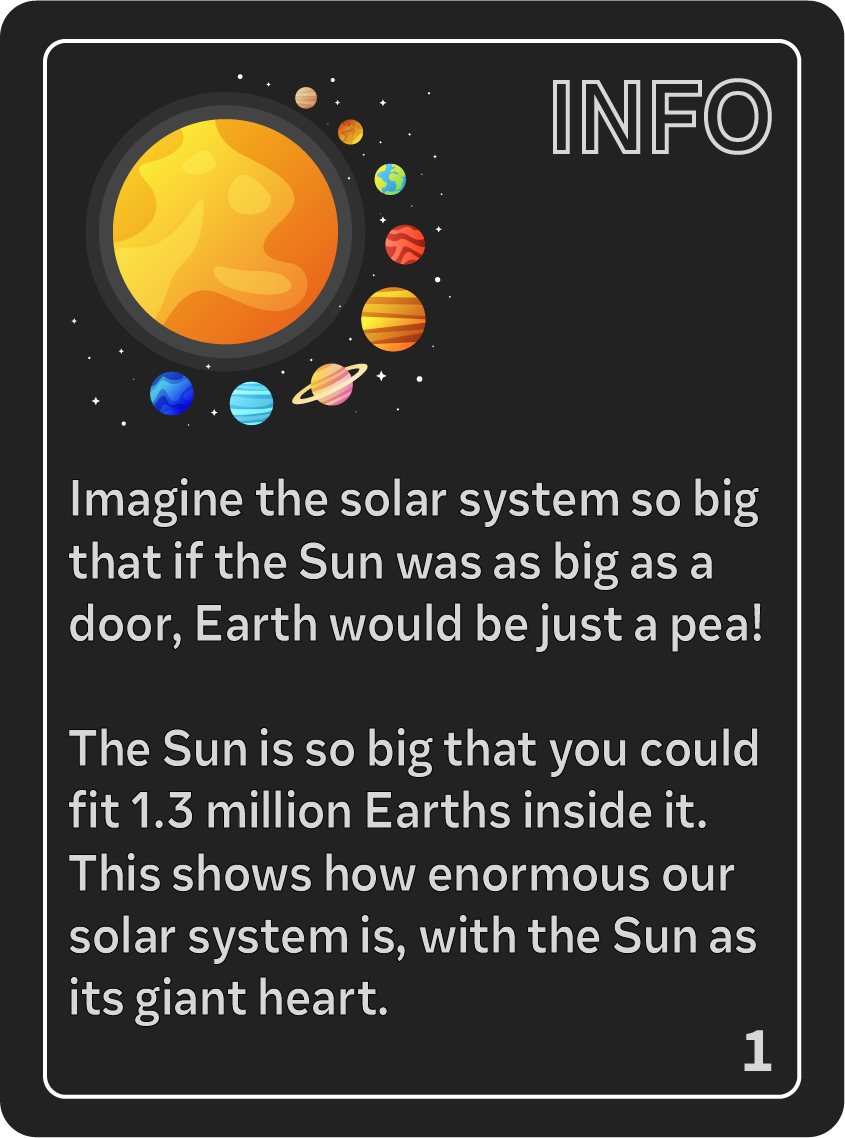 INFO
Imagine the solar system so big
that if the Sun was as big as a
door, Earth would be just a pea!
The Sun is so big that you could
fit 1.3 million Earths inside it.
This shows how enormous our
solar system is, with the Sun as
its giant heart.
1